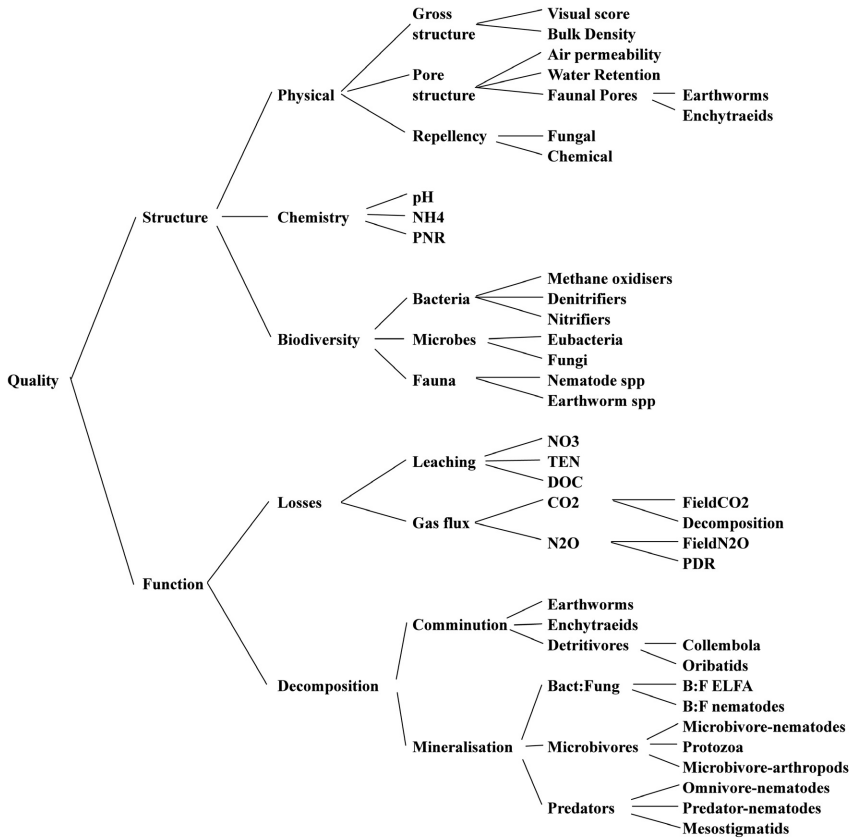 Gross
structure
Visual score
Bulk Density
Air permeability
Pore
structure
Water Retention
Physical
Faunal Pores
Earthworms
Enchytraeids
Repellency
Fungal
Chemical
Structure
Chemistry
pH
NH4
PNR
Biodiversity
Bacteria
Methane oxidisers
Denitrifiers
Nitrifiers
Microbes
Eubacteria
Fungi
Fauna
Nematode spp
Earthworm spp
Quality
Function
Losses
Leaching
NO3
TEN
DOC
Gas flux
CO2
FieldCO2
Decomposition
N2O
FieldN2O
PDR
Decomposition
Comminution
Earthworms
Enchytraeids
Detritivores
Collembola
Oribatids
Mineralisation
Bact:Fung
B:F ELFA
B:F nematodes
Microbivores
Microbivore-nematodes
Protozoa
Microbivore-arthropods
Predators
Omnivore-nematodes
Predator-nematodes
Mesostigmatids